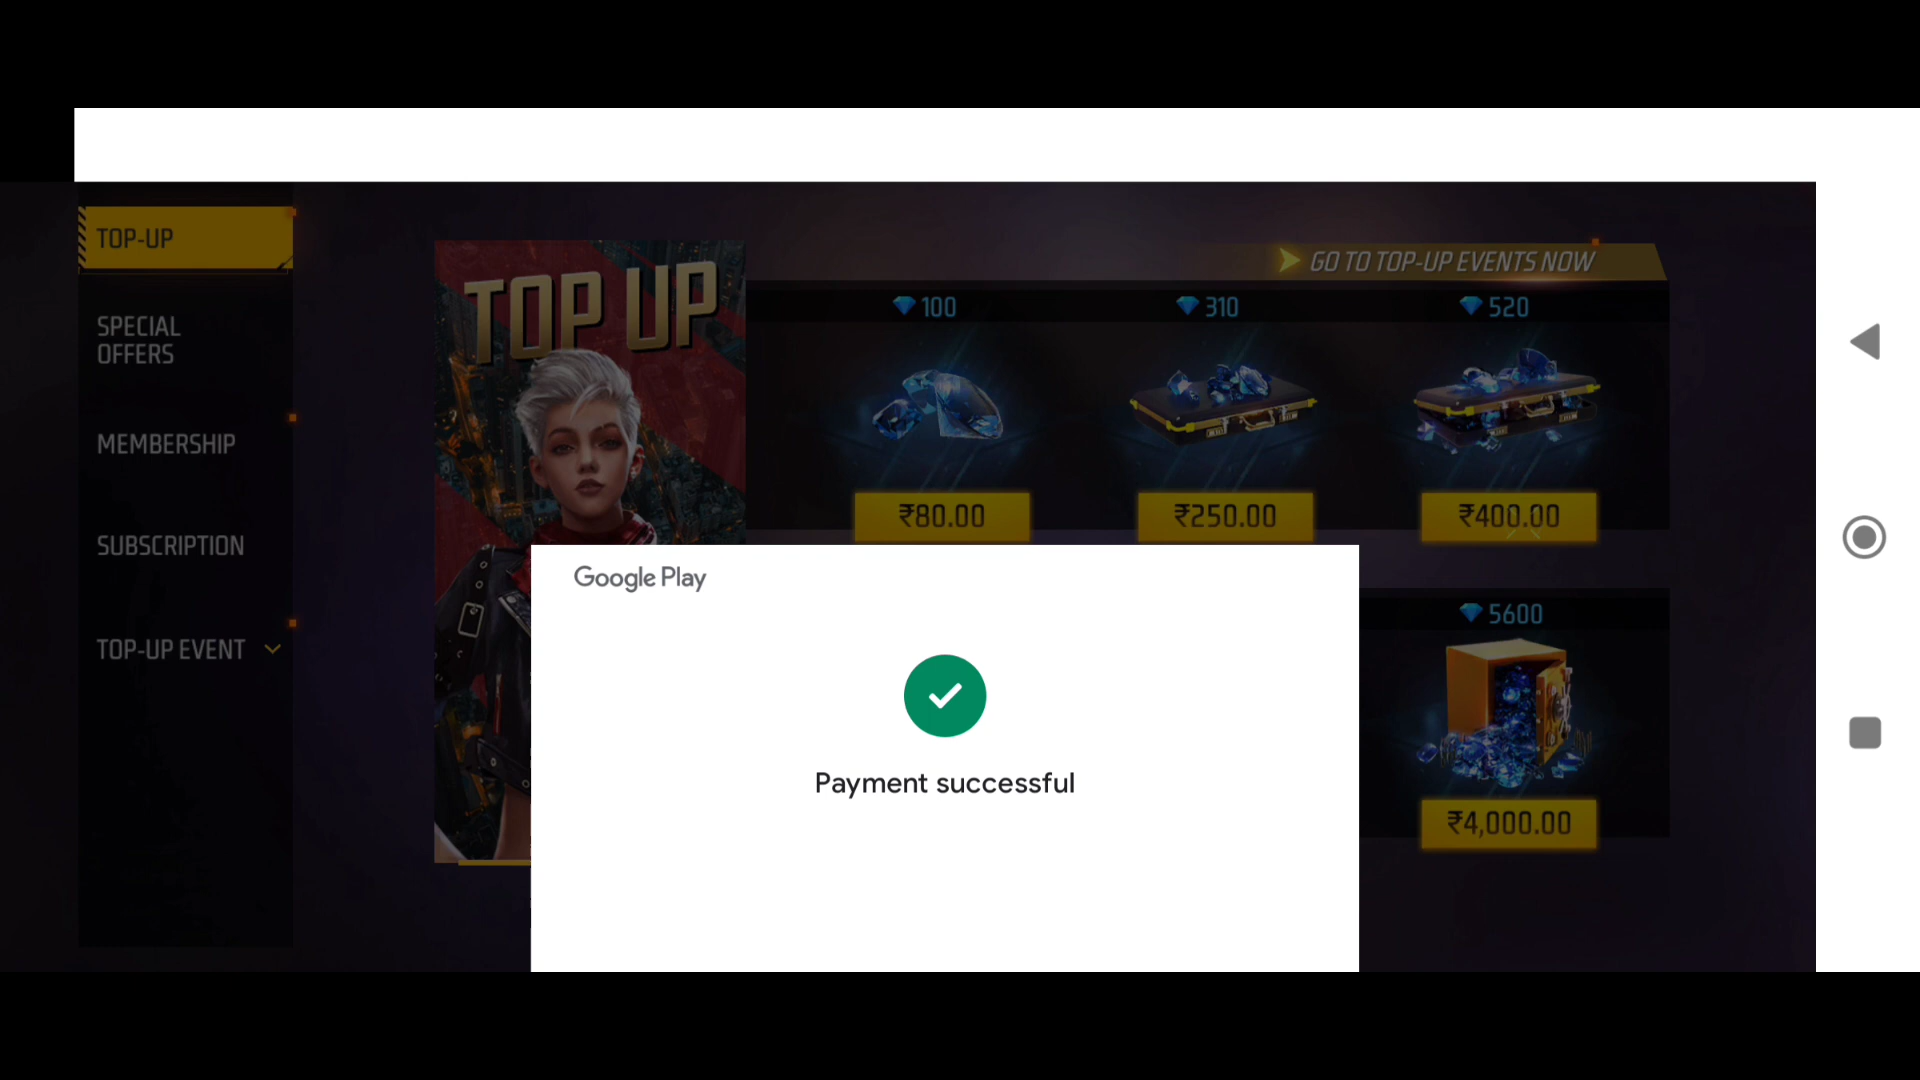 TOP-UP
SPECIAL
OFFERS
MEMBERSHIP
SUBSCRIPTION
TOP-UP EVENT
TOP UP
GO TO TOP-UP EVENTS NOW
100
310
520
₹80.00
₹250.00
₹400.00
5600
₹4,000.00
Google Play
Payment successful